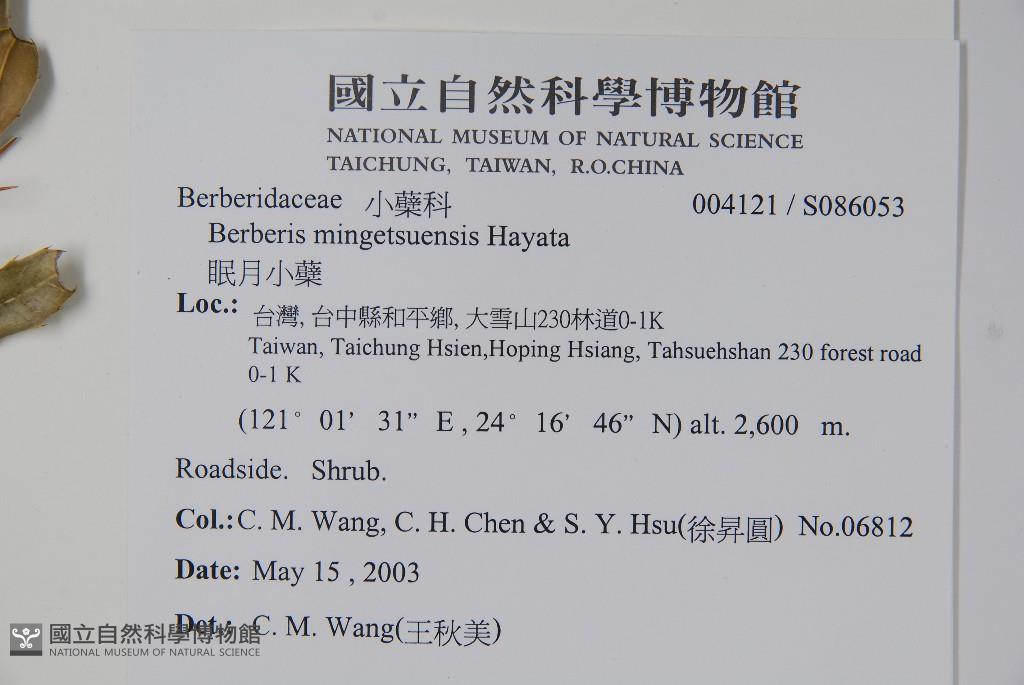 國立自然科學博物館
NATIONAL MUSEUM OF NATURAL SCIENCE
TAICHUNG, TAIWAN, R.O.CHINA
Berberidaceae 小蘗科 004121 / S086053
Berberis mingetsuensis Hayata
眠月小蘗
Loc.: 台灣, 台中縣和平鄉, 大雪山230林道0-1K
Taiwan, Taichung Hsien,Hoping Hsiang, Tahsuehshan 230 forest road
0-1 K
(121° 01’ 31” E , 24° 16’ 46” N) alt. 2,600 m.
Roadside. Shrub.
Col.: C. M. Wang, C. H. Chen & S. Y. Hsu(徐昇圓) No.06812
Date: May 15 , 2003
Det.: C. M. Wang(王秋美)
國立自然科學博物館
NATIONAL MUSEUM OF NATURAL SCIENCE